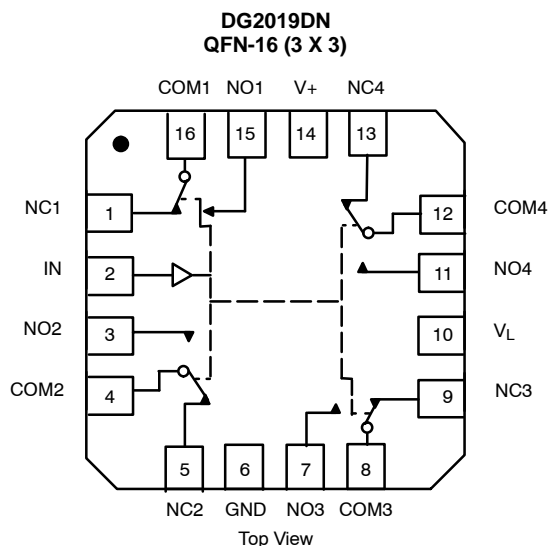 DG2019DN
QFN-16 (3 X 3)
COM1 NO1 V+ NC4
16 15 14 13
NC1 1 12 COM4
IN 2 11 NO4
NO2 3 10 VL
COM2 4 9 NC3
5 6 7 8
NC2 GND NO3 COM3
Top View